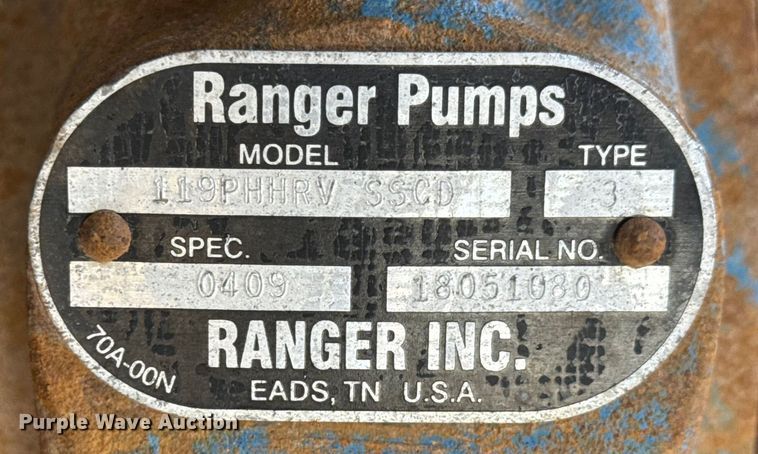 Ranger Pumps
MODEL TYPE
119PHHRV SSCD 3
SPEC. SERIAL NO.
0409 18051080
70A-00N
RANGER INC.
EADS, TN U.S.A.
Purple Wave Auction